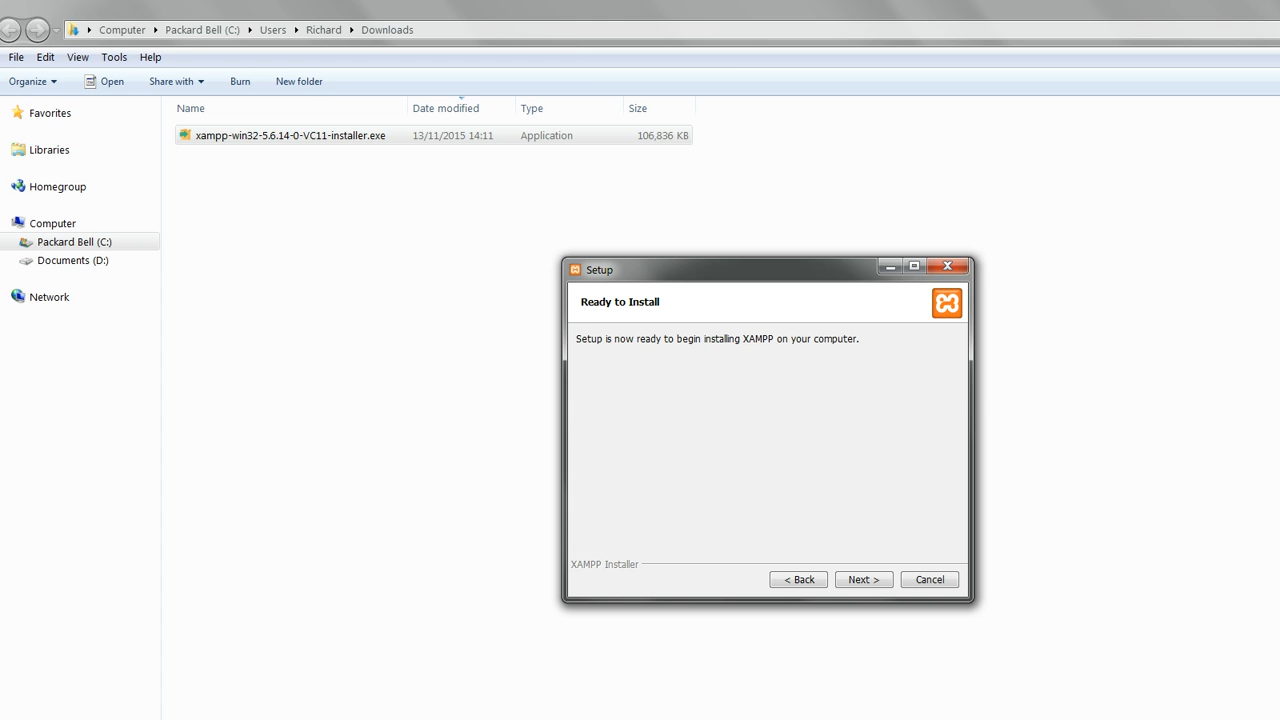 Computer Packard Bell (C:) Users Richard Downloads
File Edit View Tools Help
Organize Open Share with Burn New folder
Name Date modified Type Size
Favorites
xampp-win32-5.6.14-0-VC11-installer.exe 13/11/2015 14:11 Application 106,836 KB
Libraries
Homegroup
Computer
Packard Bell (C:)
Documents (D:)
Network
Setup
Ready to Install
Setup is now ready to begin installing XAMPP on your computer.
XAMPP Installer
< Back Next > Cancel